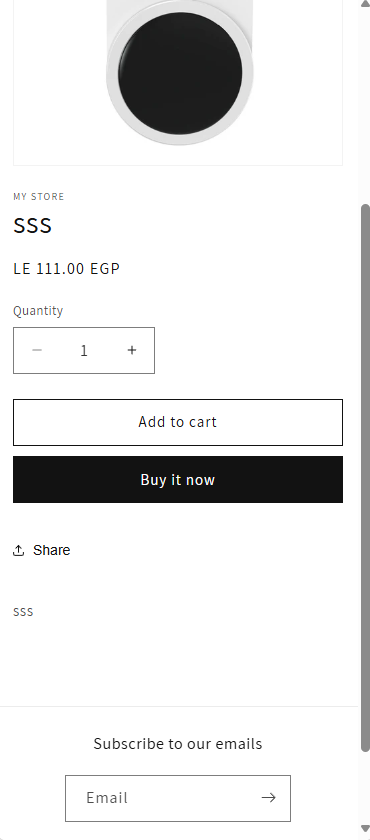 MY STORE
SSS
LE 111.00 EGP
Quantity
1
Add to cart
Buy it now
Share
SSS
Subscribe to our emails
Email